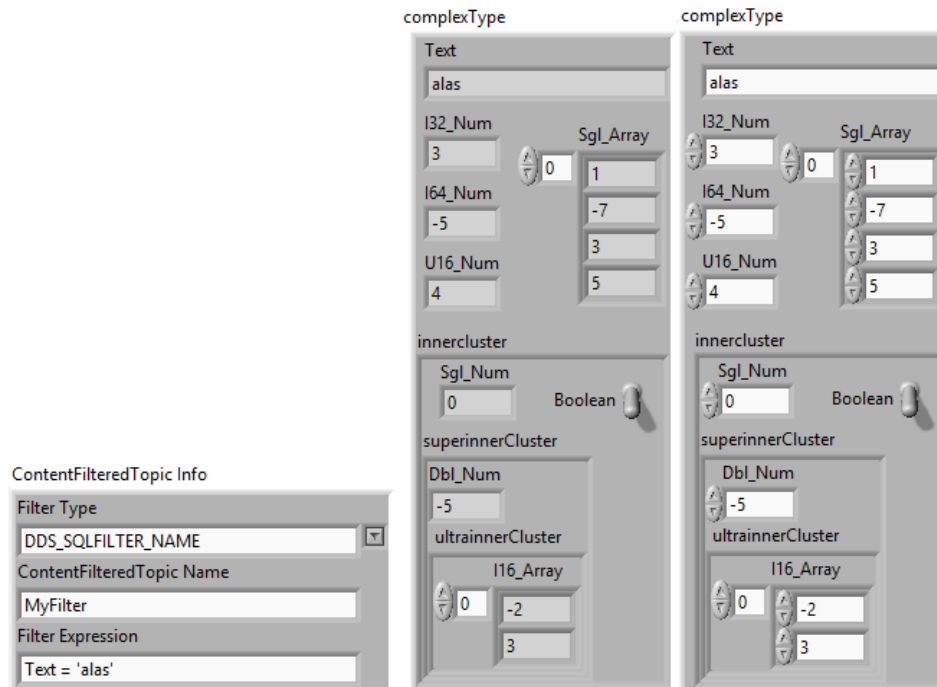 complexType
Text
alas
I32_Num
3
Sgl_Array
0
1
I64_Num
-7
-5
3
U16_Num
5
4
innercluster
Sgl_Num
0
Boolean
superinnerCluster
Dbl_Num
-5
ultrainnerCluster
I16_Array
0
-2
3
complexType
Text
alas
I32_Num
3
Sgl_Array
0
1
I64_Num
-7
-5
3
U16_Num
5
4
innercluster
Sgl_Num
0
Boolean
superinnerCluster
Dbl_Num
-5
ultrainnerCluster
I16_Array
0
-2
3
ContentFilteredTopic Info
Filter Type
DDS_SQLFILTER_NAME
ContentFilteredTopic Name
MyFilter
Filter Expression
Text = 'alas'